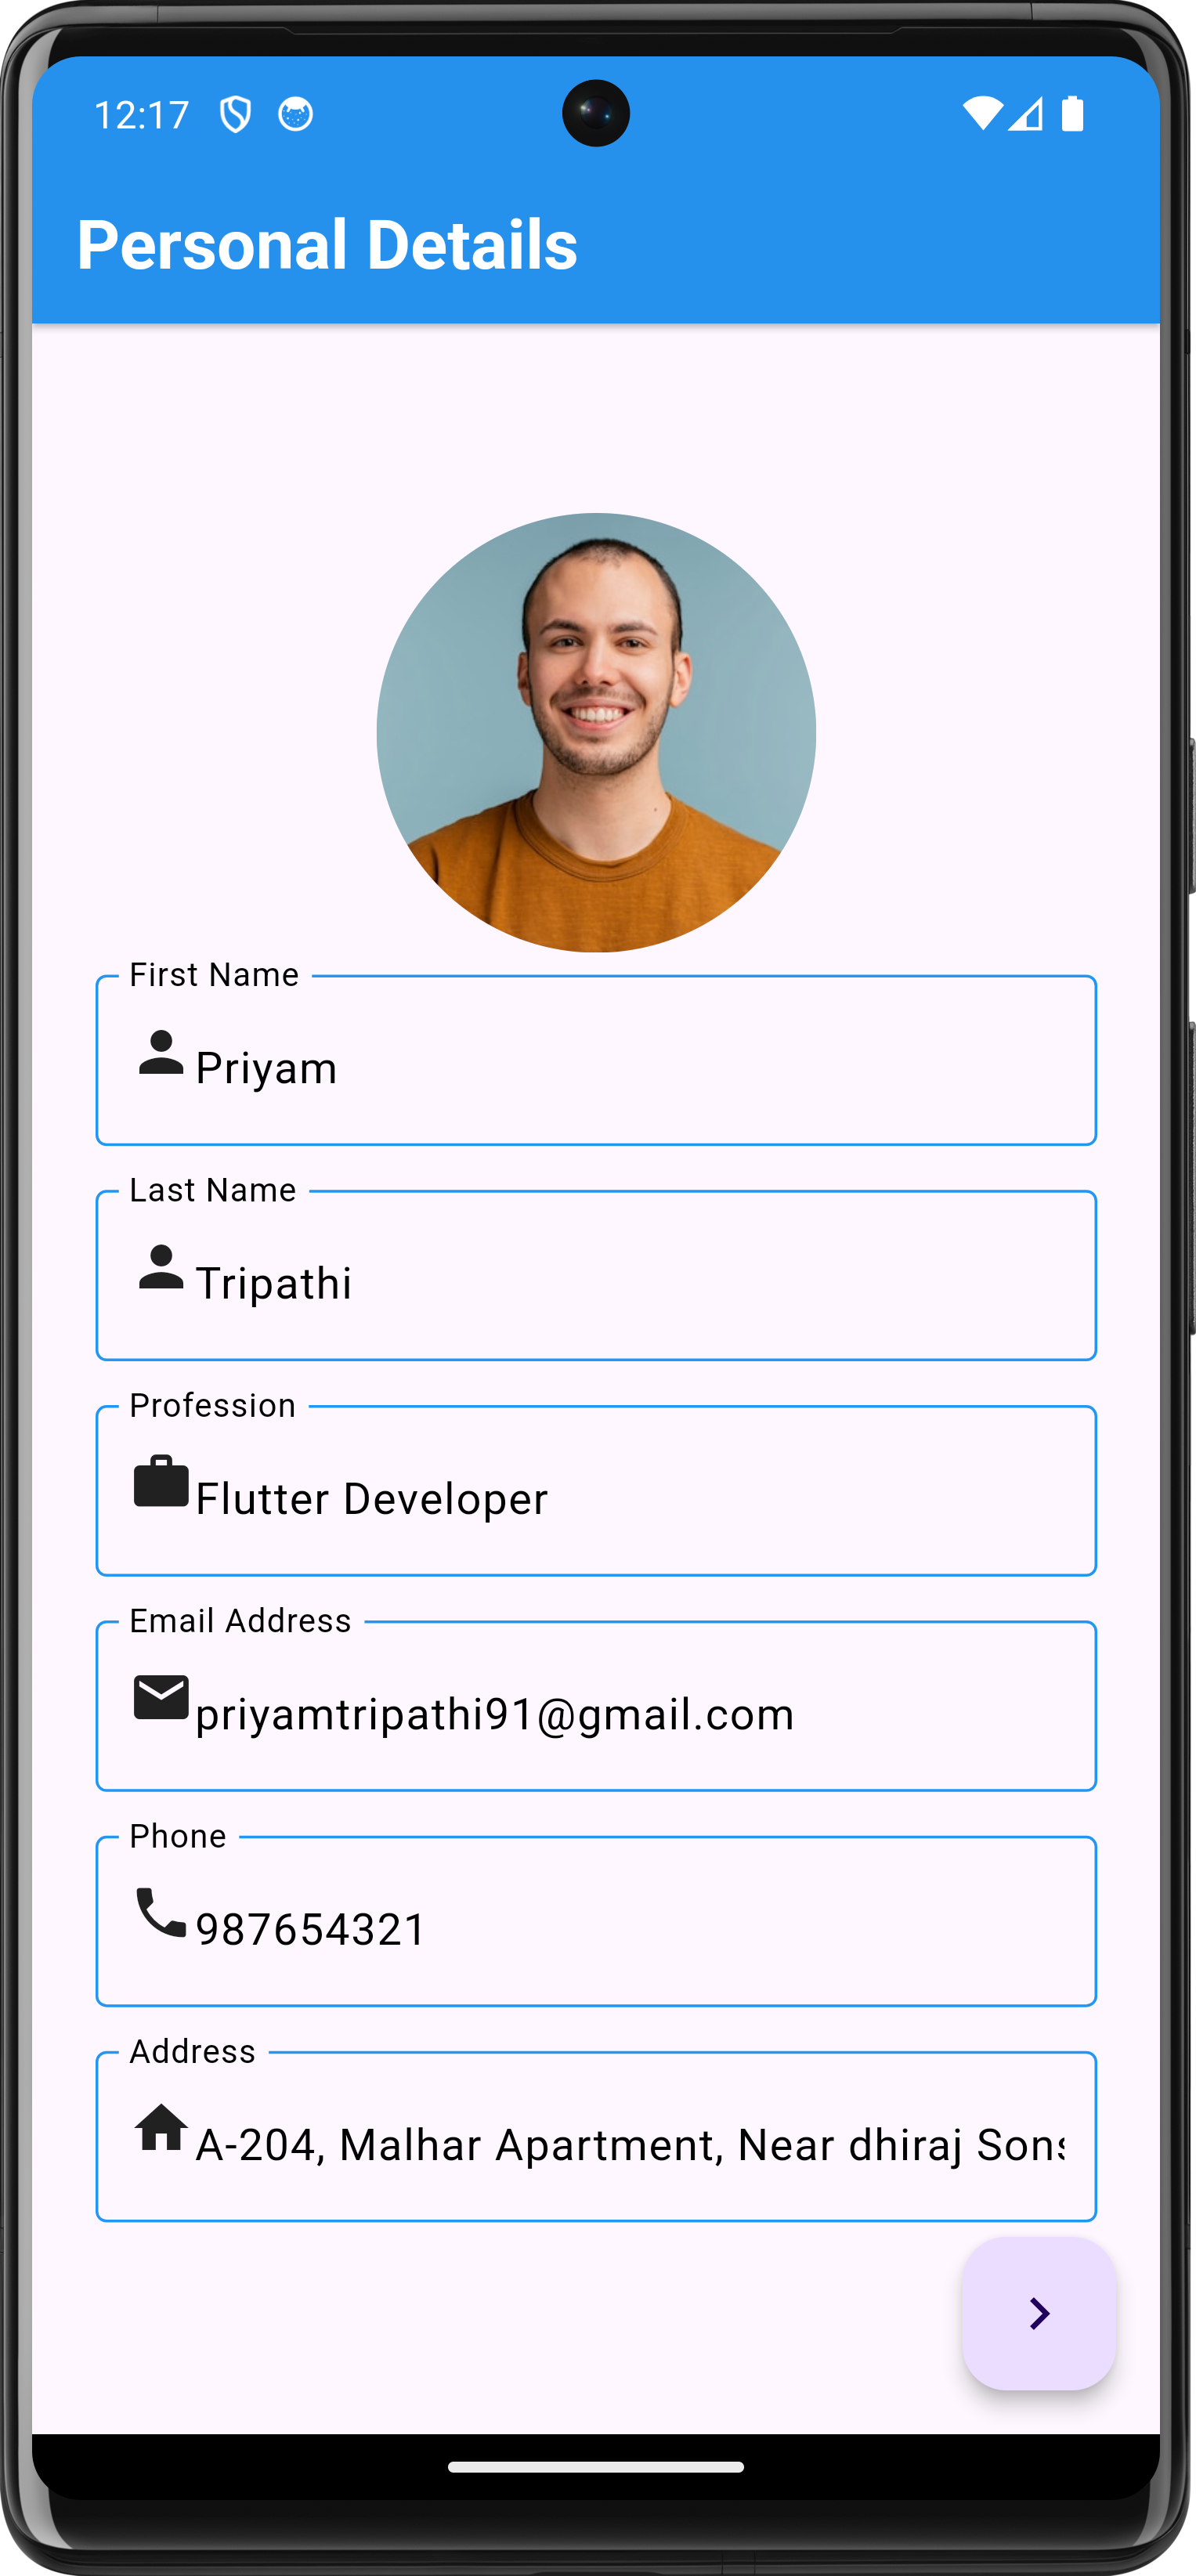 12:17
Personal Details
First Name
Priyam
Last Name
Tripathi
Profession
Flutter Developer
Email Address
priyamtripathi91@gmail.com
Phone
987654321
Address
A-204, Malhar Apartment, Near dhiraj Sons